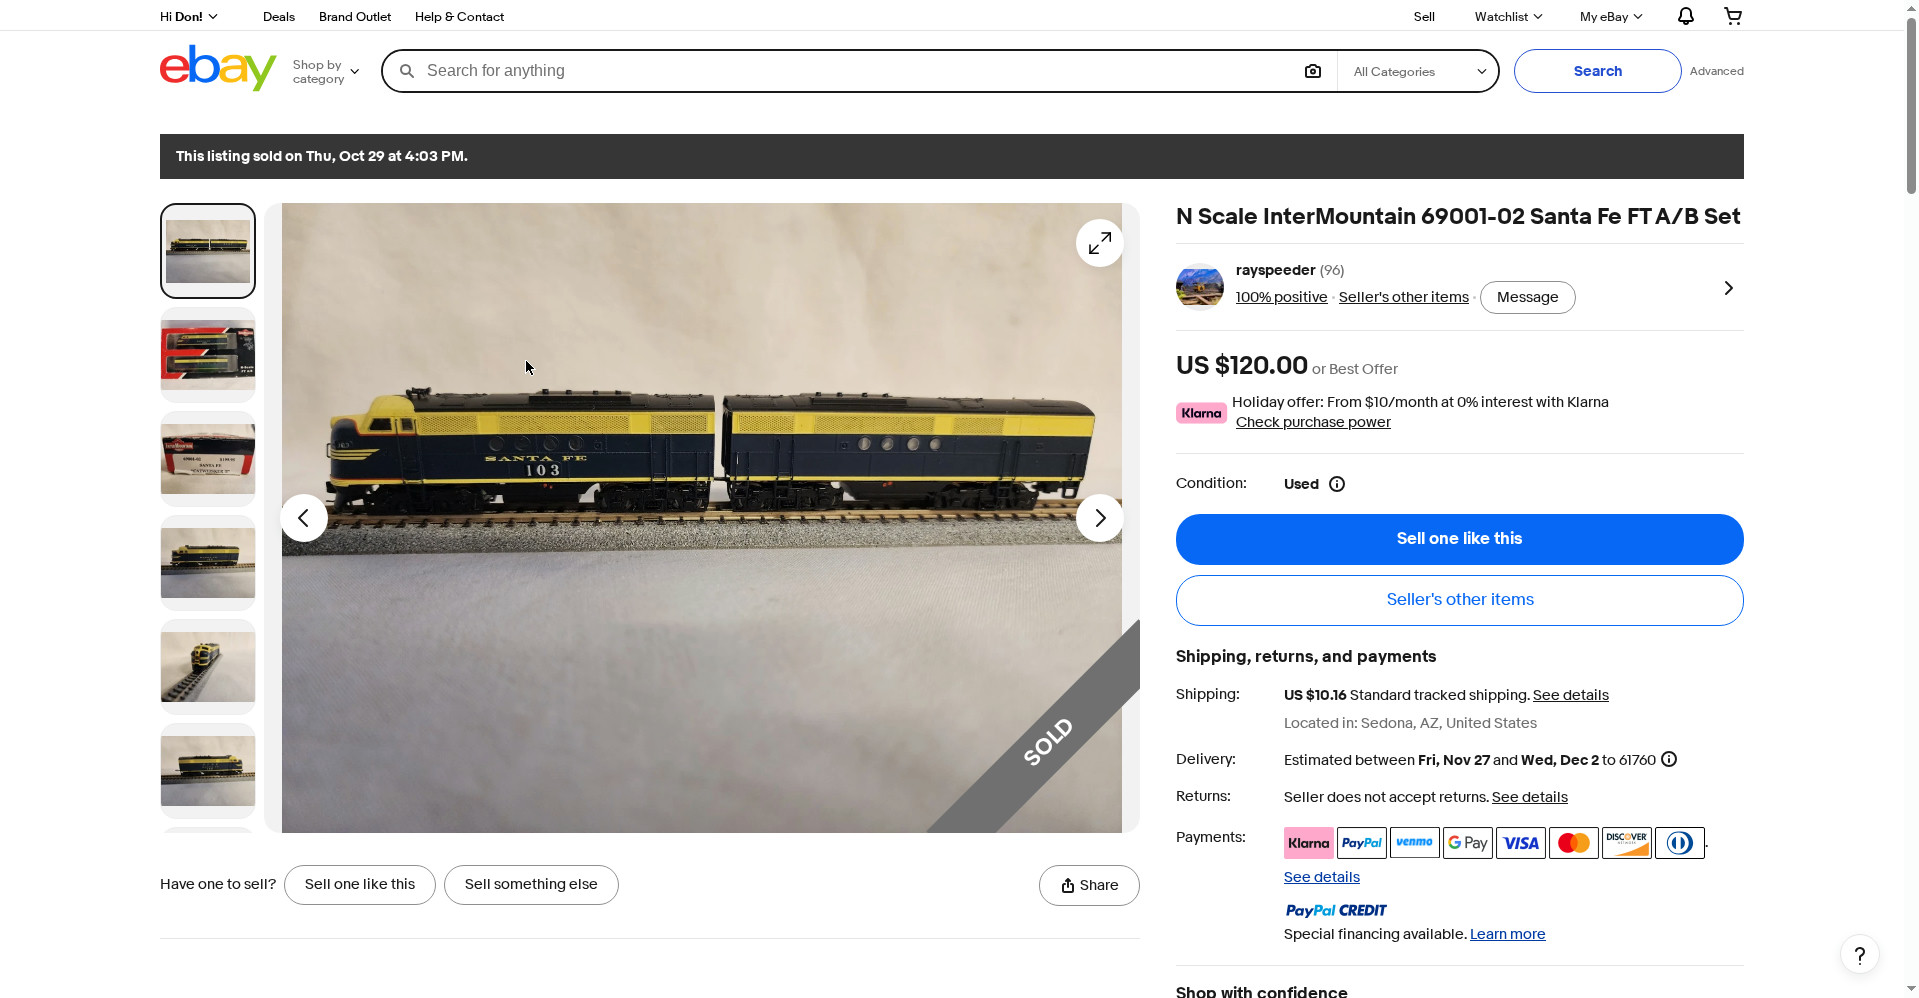 Hi Don!
Deals
Brand Outlet
Help & Contact
Sell
Watchlist
My eBay
ebay
Shop by
category
Search for anything
All Categories
Search
Advanced
This listing sold on Thu, Oct 29 at 4:03 PM.
SANTA FE
103
SOLD
N Scale InterMountain 69001-02 Santa Fe FT A/B Set
rayspeeder (96)
100% positive · Seller's other items · Message
US $120.00 or Best Offer
Klarna Holiday offer: From $10/month at 0% interest with Klarna
Check purchase power
Condition: Used
Sell one like this
Seller's other items
Shipping, returns, and payments
Shipping: US $10.16 Standard tracked shipping. See details
Located in: Sedona, AZ, United States
Delivery: Estimated between Fri, Nov 27 and Wed, Dec 2 to 61760
Returns: Seller does not accept returns. See details
Payments: Klarna PayPal venmo G Pay VISA DISCOVER .
See details
PayPal CREDIT
Special financing available. Learn more
Have one to sell? Sell one like this Sell something else Share
?
Shop with confidence